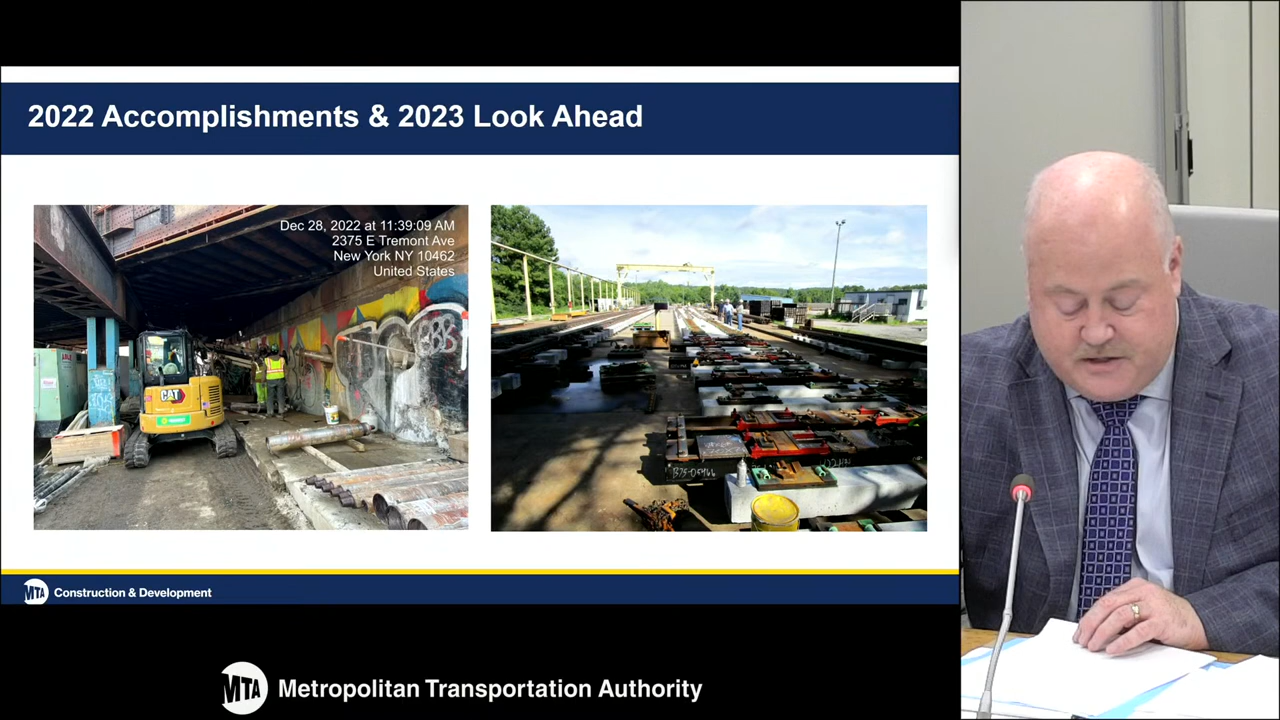 2022 Accomplishments & 2023 Look Ahead
Dec 28, 2022 at 11:39:09 AM
2375 E Tremont Ave
New York NY 10462
United States
CAT
MTA Construction & Development
MTA Metropolitan Transportation Authority